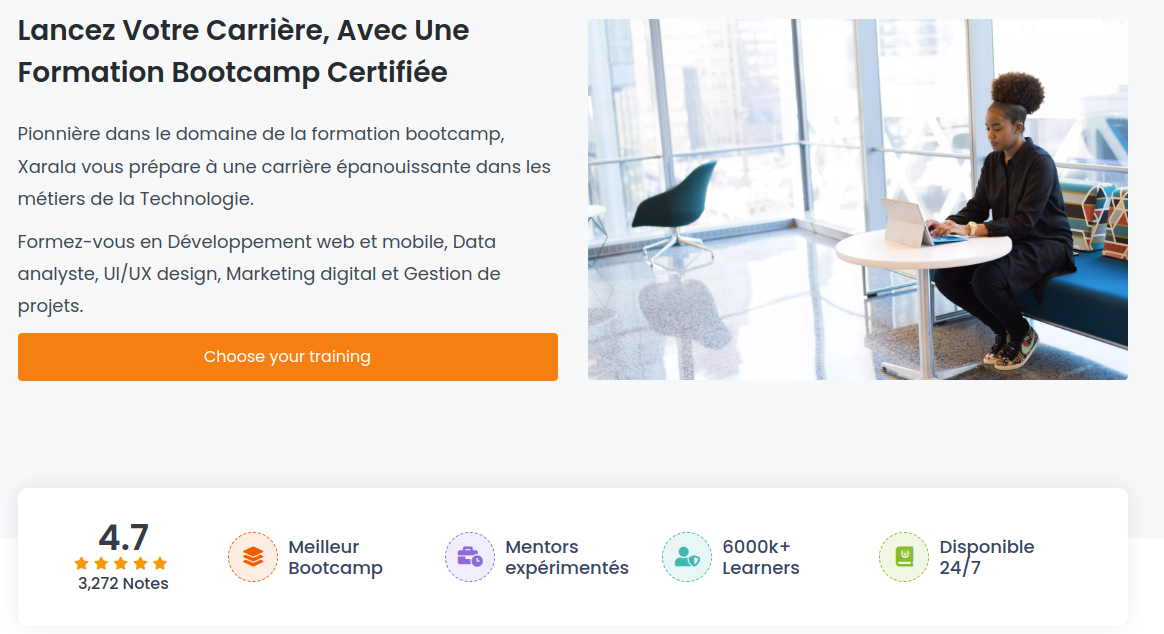 Lancez Votre Carrière, Avec Une
Formation Bootcamp Certifiée
Pionnière dans le domaine de la formation bootcamp,
Xarala vous prépare à une carrière épanouissante dans les
métiers de la Technologie.
Formez-vous en Développement web et mobile, Data
analyste, UI/UX design, Marketing digital et Gestion de
projets.
Choose your training
4.7
3,272 Notes
Meilleur
Bootcamp
Mentors
expérimentés
6000k+
Learners
Disponible
24/7